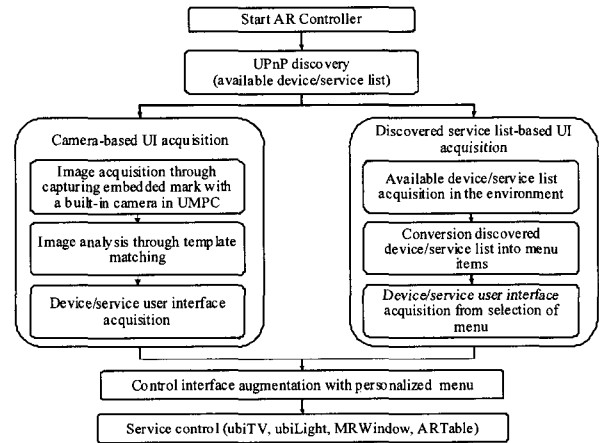 Start AR Controller
UPnP discovery
(available device/service list)
Camera-based UI acquisition
Image acquisition through
capturing embedded mark with
a built-in camera in UMPC
Image analysis through template
matching
Device/service user interface
acquisition
Discovered service list-based UI
acquisition
Available device/service list
acquisition in the environment
Conversion discovered
device/service list into menu
items
Device/service user interface
acquisition from selection of
menu
Control interface augmentation with personalized menu
Service control (ubiTV, ubiLight, MRWindow, ARTable)